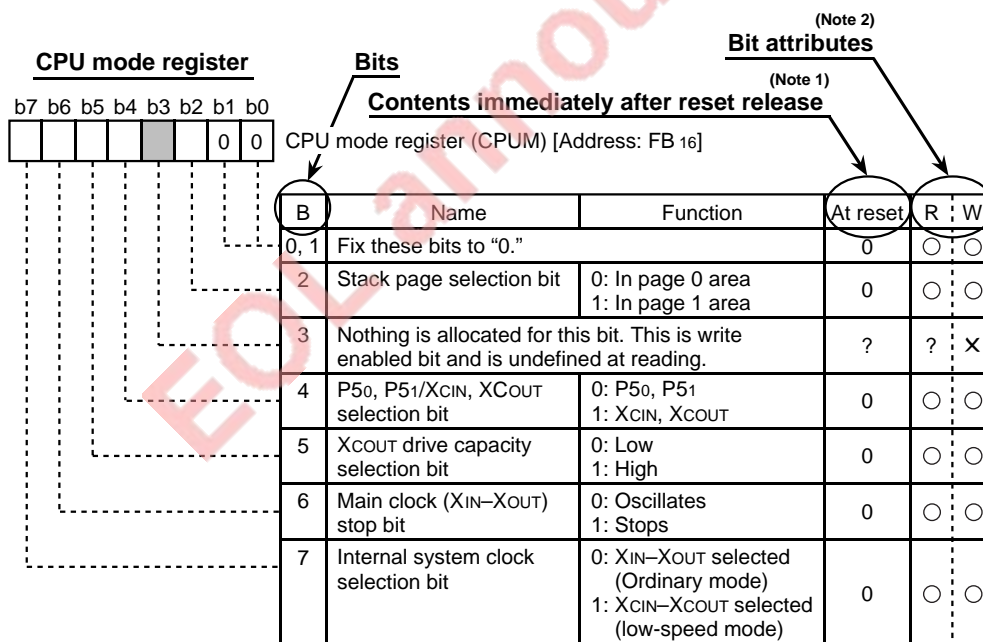 (Note 2)
Bit attributes
CPU mode register
Bits
(Note 1)
Contents immediately after reset release
b7 b6 b5 b4 b3 b2 b1 b0
0 0
CPU mode register (CPUM) [Address: FB 16]
B Name Function At reset R W
0, 1 Fix these bits to “0.” 0 ○ ○
2 Stack page selection bit 0: In page 0 area 0 ○ ○
1: In page 1 area
3 Nothing is allocated for this bit. This is write ? ? ×
enabled bit and is undefined at reading.
4 P50, P51/XCIN, XCOUT 0: P50, P51 0 ○ ○
selection bit 1: XCIN, XCOUT
5 XCOUT drive capacity 0: Low 0 ○ ○
selection bit 1: High
6 Main clock (XIN–XOUT) 0: Oscillates 0 ○ ○
stop bit 1: Stops
7 Internal system clock 0: XIN–XOUT selected 0 ○ ○
selection bit (Ordinary mode)
1: XCIN–XCOUT selected
(low-speed mode)
EOL annou